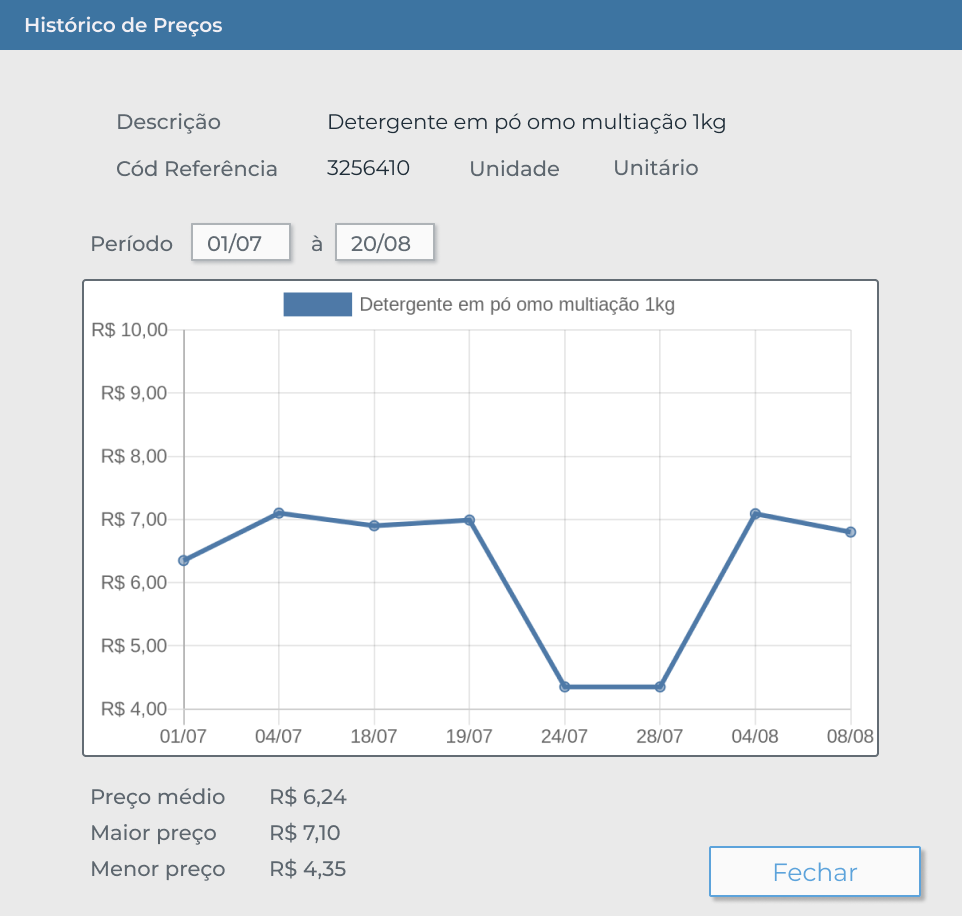 Histórico de Preços
Descrição Detergente em pó omo multiação 1kg
Cód Referência 3256410 Unidade Unitário
Período 01/07 à 20/08
Detergente em pó omo multiação 1kg
R$ 10,00
R$ 9,00
R$ 8,00
R$ 7,00
R$ 6,00
R$ 5,00
R$ 4,00
01/07 04/07 18/07 19/07 24/07 28/07 04/08 08/08
Preço médio R$ 6,24
Maior preço R$ 7,10
Menor preço R$ 4,35
Fechar